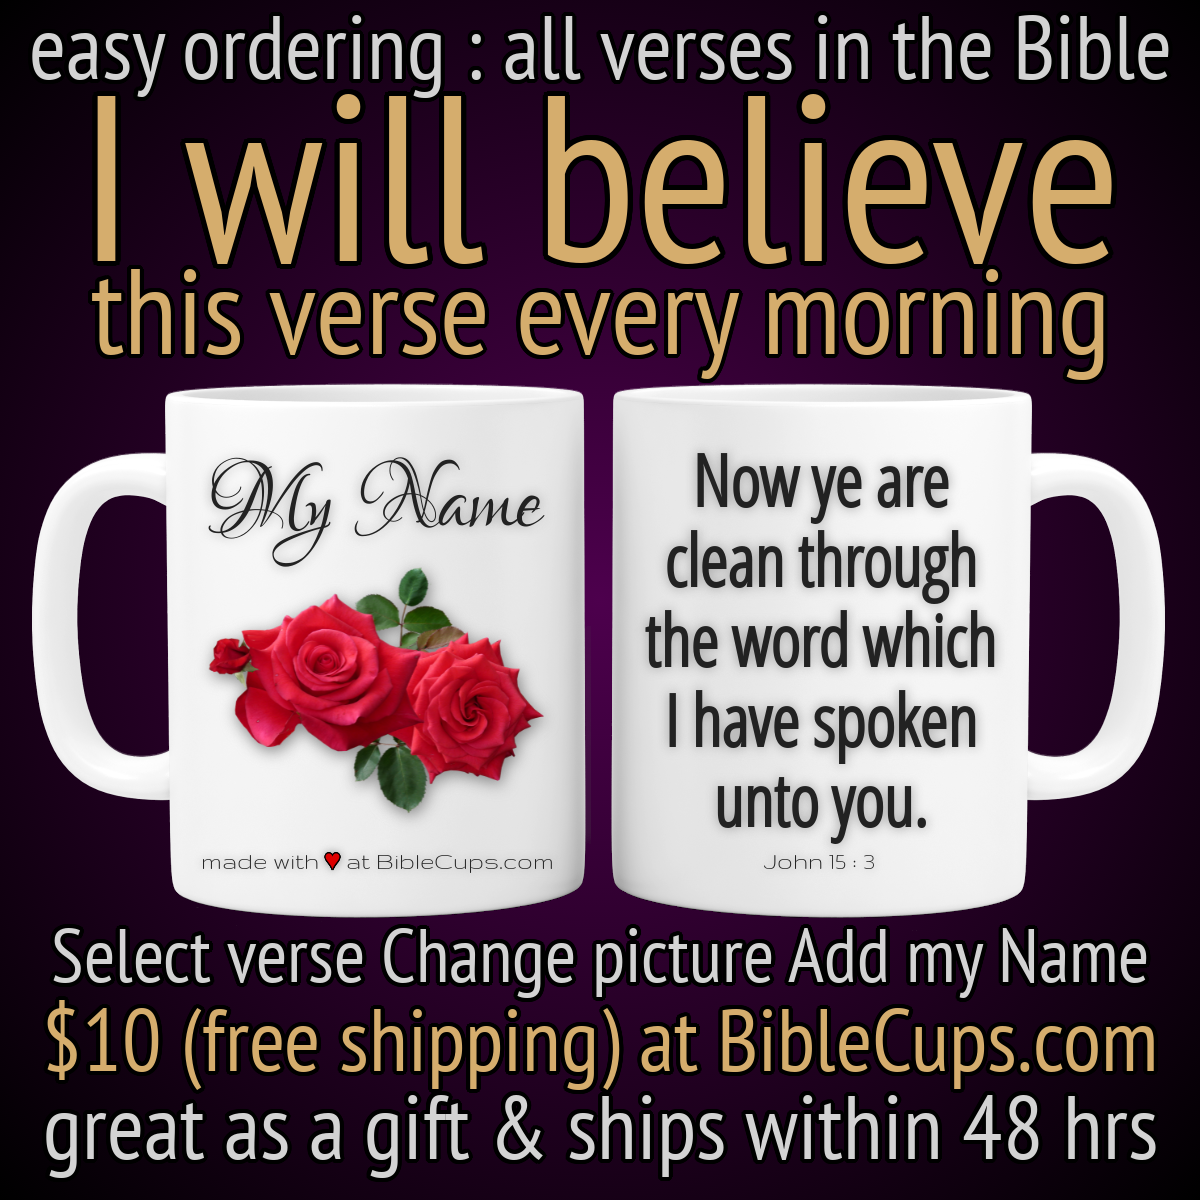 easy ordering : all verses in the Bible
I will believe
this verse every morning
My Name
made with ♥ at BibleCups.com
Now ye are
clean through
the word which
I have spoken
unto you.
John 15 : 3
Select verse Change picture Add my Name
$10 (free shipping) at BibleCups.com
great as a gift & ships within 48 hrs